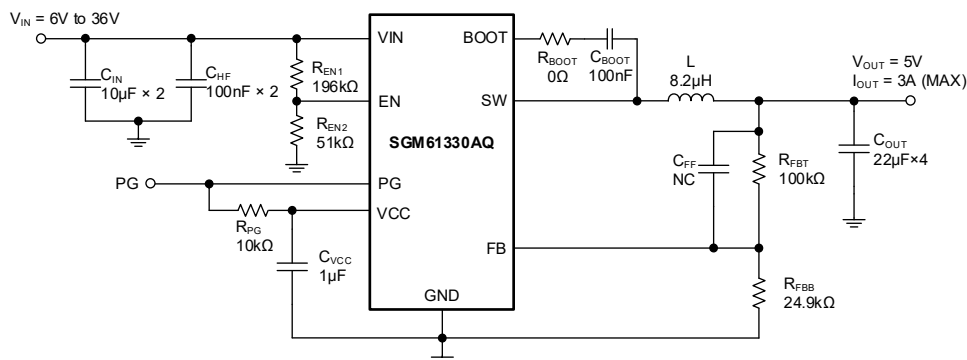 V_IN = 6V to 36V
C_IN
10µF × 2
C_HF
100nF × 2
R_EN1
196kΩ
R_EN2
51kΩ
PG
R_PG
10kΩ
C_VCC
1µF
VIN
EN
PG
VCC
GND
BOOT
SW
FB
SGM61330AQ
R_BOOT
0Ω
C_BOOT
100nF
L
8.2µH
C_FF
NC
R_FBT
100kΩ
R_FBB
24.9kΩ
V_OUT = 5V
I_OUT = 3A (MAX)
C_OUT
22µF×4